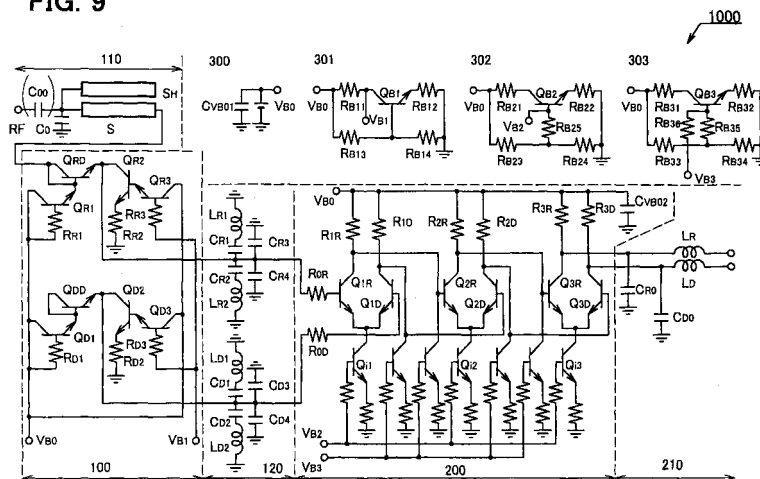 FIG. 9
1000
110 300 301 302 303
C00
SH
RF C0 S
CVB01 VB0
VB0 RB11 QB1 RB12
VB1
RB13 RB14
VB0 RB21 QB2 RB22
VB2 RB25
RB23 RB24
VB0 RB31 QB3 RB32
RB36 RB35
RB33 RB34
VB3
QRD QR2 QR3
QR1 RR3
RR1 RR2
LR1
CR1 CR3
CR2 CR4
LR2
VB0 CVB02
R1R R1D R2R R2D R3R R3D
LR
LD
R0R Q1R Q1D Q2R Q2D Q3R Q3D
CR0
CD0
R0D
QDD QD2 QD3
QD1 RD3
RD1 RD2
LD1
CD1 CD3
CD2 CD4
LD2
Qi1 Qi2 Qi3
VB0 VB1
VB2
VB3
100 120 200 210